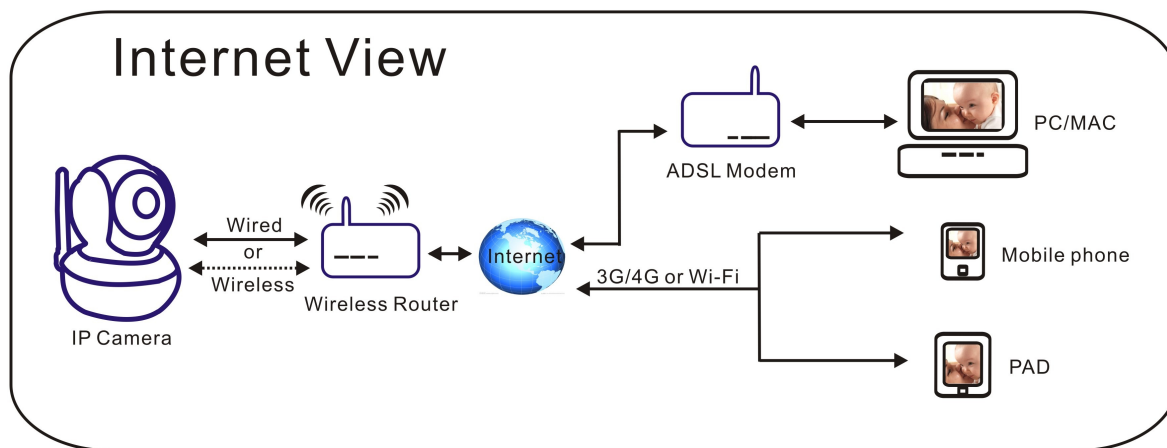 Internet View
PC/MAC
ADSL Modem
Wired
or
Wireless
Internet
Mobile phone
3G/4G or Wi-Fi
Wireless Router
IP Camera
PAD